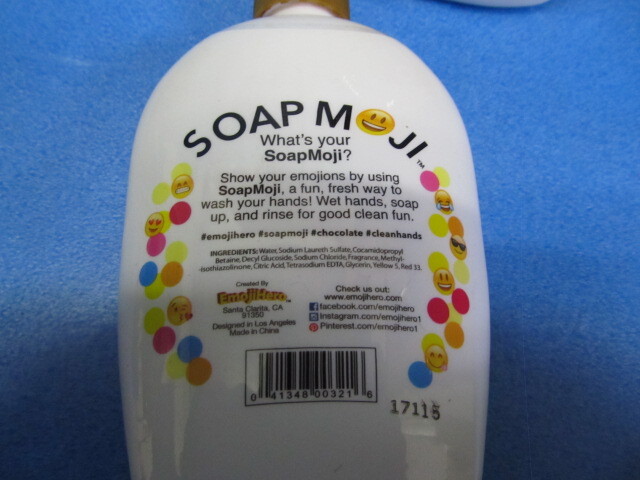 SOAP MOJI™
What's your
SoapMoji?
Show your emojions by using
SoapMoji, a fun, fresh way to
wash your hands! Wet hands, soap
up, and rinse for good clean fun.
#emojihero #soapmoji #chocolate #cleanhands
INGREDIENTS: Water, Sodium Laureth Sulfate, Cocamidopropyl
Betaine, Decyl Glucoside, Sodium Chloride, Fragrance, Methyl-
-isothiazolinone, Citric Acid, Tetrasodium EDTA, Glycerin, Yellow 5, Red 33.
Created By
EmojiHero™
Santa Clarita, CA
91350
Designed in Los Angeles
Made in China
Check us out:
www.emojihero.com
facebook.com/emojihero
Instagram.com/emojihero1
Pinterest.com/emojihero1
0 41348 00321 6
17115